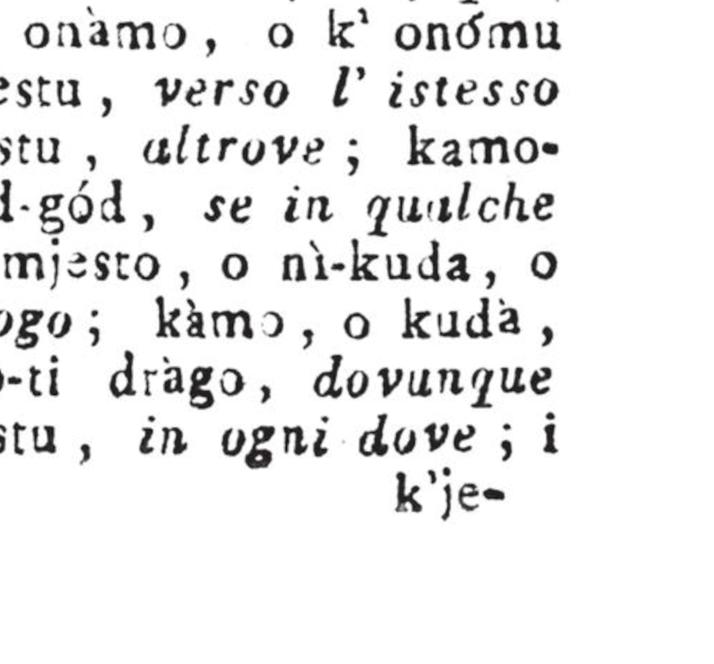 onàmo, o k' onómu
estu, verso l' istesso
stu, altrove; kamo-
d-gód, se in qualche
mjesto, o nì-kuda, o
ogo; kàmo, o kudà,
o-ti dràgo, dovunque
stu, in ogni dove; i
k'je-